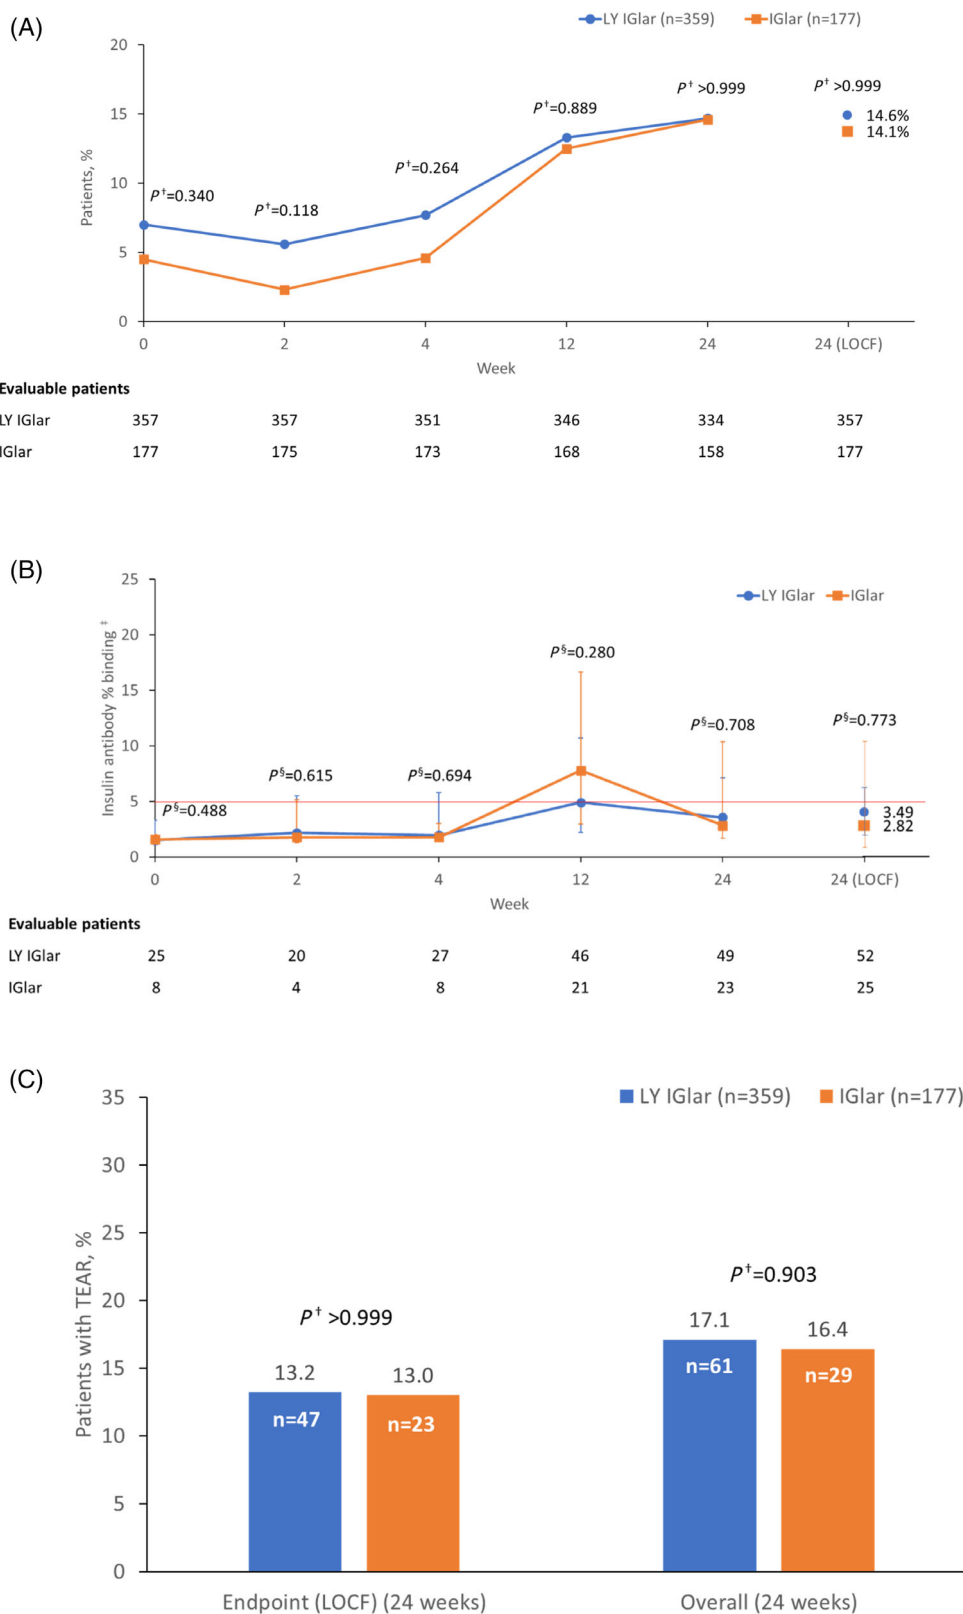 (A)
LY IGlar (n=359) IGlar (n=177)
20
15
10
5
0
Patients, %
P†=0.340
P†=0.118
P†=0.264
P†=0.889
P† >0.999
P† >0.999
14.6%
14.1%
0 2 4 12 24 24 (LOCF)
Week
Evaluable patients
LY IGlar 357 357 351 346 334 357
IGlar 177 175 173 168 158 177
(B)
LY IGlar IGlar
25
20
15
10
5
0
Insulin antibody % binding ‡
P§=0.488
P§=0.615
P§=0.694
P§=0.280
P§=0.708
P§=0.773
3.49
2.82
0 2 4 12 24 24 (LOCF)
Week
Evaluable patients
LY IGlar 25 20 27 46 49 52
IGlar 8 4 8 21 23 25
(C)
LY IGlar (n=359) IGlar (n=177)
35
30
25
20
15
10
5
0
Patients with TEAR, %
P† >0.999
13.2 13.0
n=47 n=23
P†=0.903
17.1 16.4
n=61 n=29
Endpoint (LOCF) (24 weeks) Overall (24 weeks)